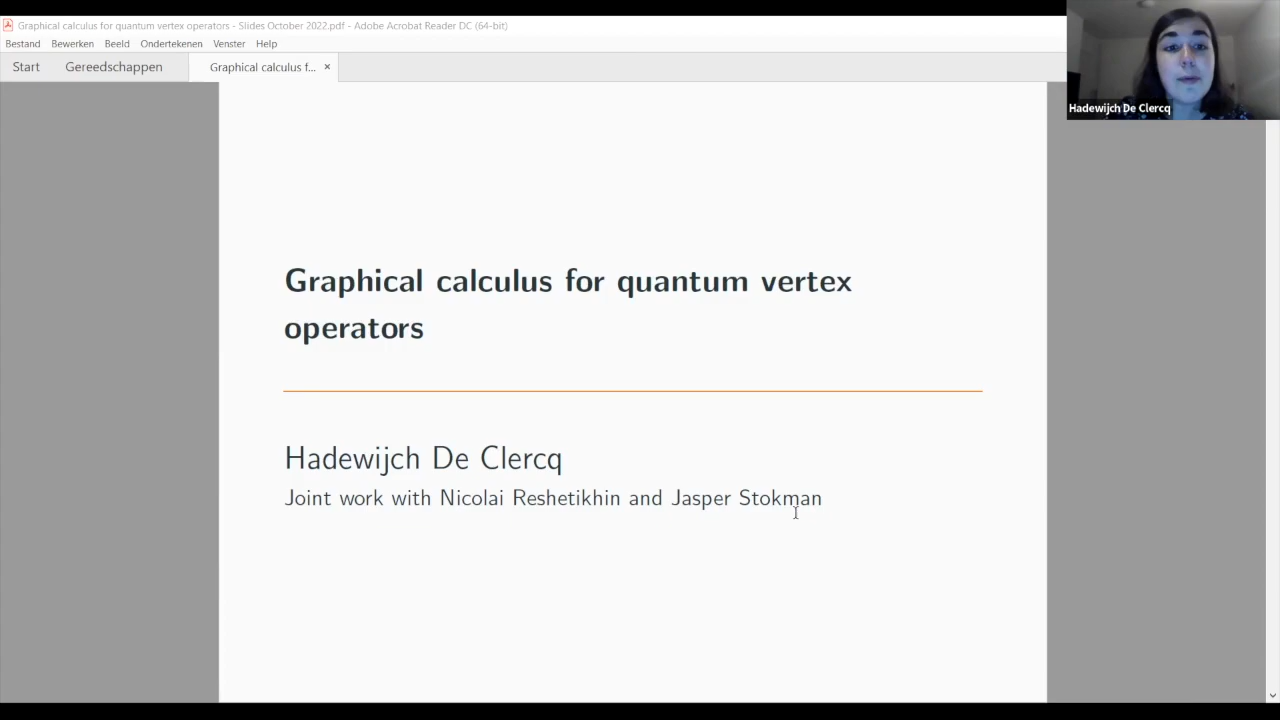 Graphical calculus for quantum vertex operators - Slides October 2022.pdf - Adobe Acrobat Reader DC (64-bit)
Bestand Bewerken Beeld Ondertekenen Venster Help
Start Gereedschappen Graphical calculus f... ×
Hadewijch De Clercq
Graphical calculus for quantum vertex
operators
Hadewijch De Clercq
Joint work with Nicolai Reshetikhin and Jasper Stokman